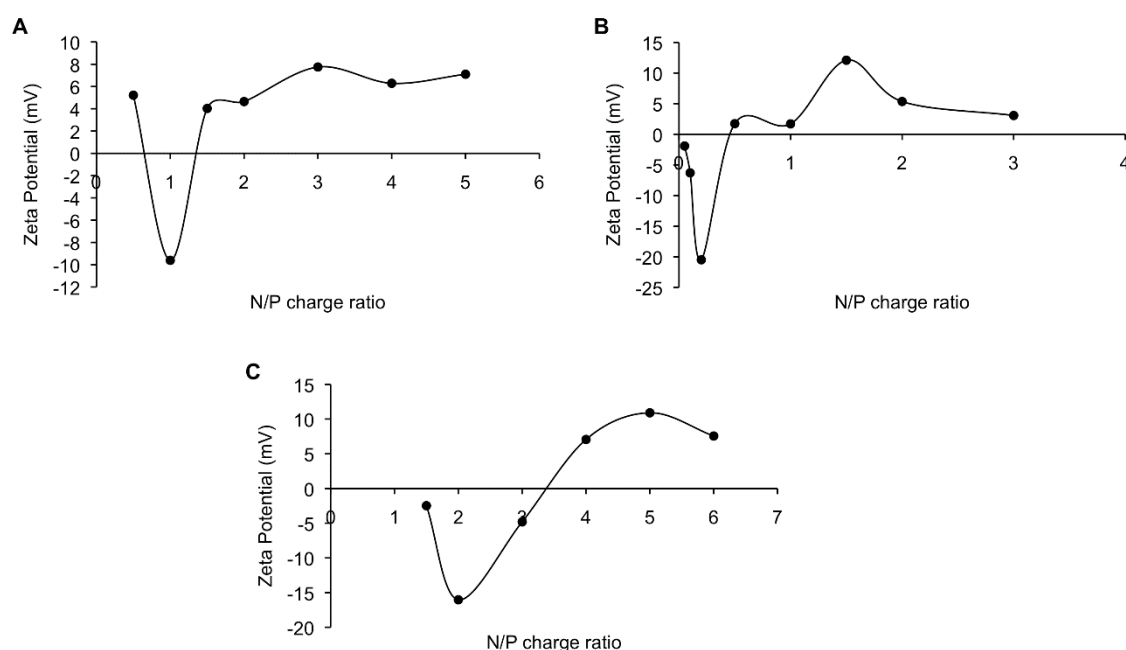 A
Zeta Potential (mV)
10
8
6
4
2
0
-2
-4
-6
-8
-10
-12
0 1 2 3 4 5 6
N/P charge ratio
B
Zeta Potential (mV)
15
10
5
0
-5
-10
-15
-20
-25
0 1 2 3 4
N/P charge ratio
C
Zeta Potential (mV)
15
10
5
0
-5
-10
-15
-20
0 1 2 3 4 5 6 7
N/P charge ratio